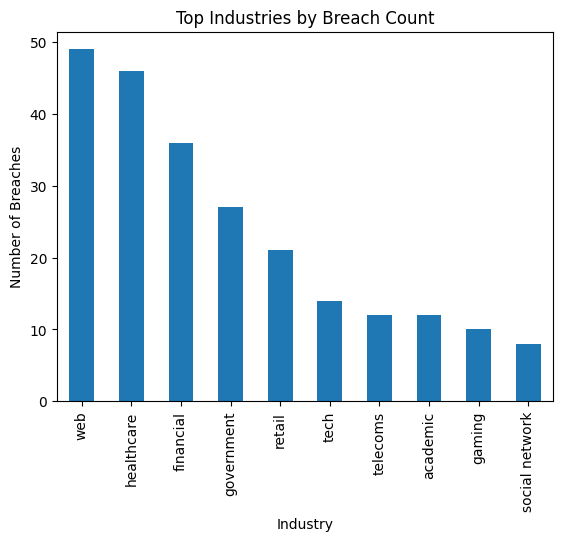 Top Industries by Breach Count
50
40
30
20
10
0
Number of Breaches
web
healthcare
financial
government
retail
tech
telecoms
academic
gaming
social network
Industry